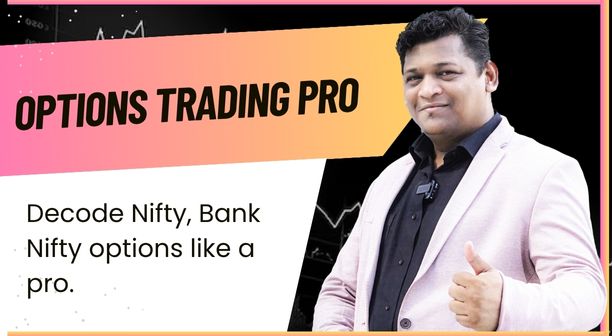 OPTIONS TRADING PRO
Decode Nifty, Bank
Nifty options like a
pro.